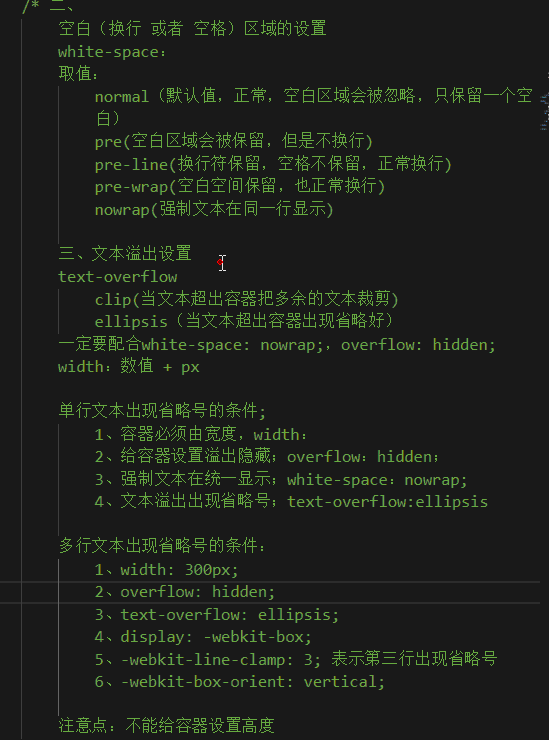 /* 二、
空白（换行 或者 空格）区域的设置
white-space：
取值：
normal（默认值，正常，空白区域会被忽略，只保留一个空
白）
pre(空白区域会被保留，但是不换行)
pre-line(换行符保留，空格不保留，正常换行)
pre-wrap(空白空间保留，也正常换行)
nowrap(强制文本在同一行显示)
三、文本溢出设置
text-overflow
clip(当文本超出容器把多余的文本裁剪)
ellipsis（当文本超出容器出现省略好）
一定要配合white-space: nowrap;，overflow: hidden;
width：数值 + px
单行文本出现省略号的条件;
1、容器必须由宽度，width：
2、给容器设置溢出隐藏；overflow：hidden；
3、强制文本在统一显示；white-space：nowrap;
4、文本溢出出现省略号；text-overflow:ellipsis
多行文本出现省略号的条件：
1、width: 300px;
2、overflow: hidden;
3、text-overflow: ellipsis;
4、display: -webkit-box;
5、-webkit-line-clamp: 3; 表示第三行出现省略号
6、-webkit-box-orient: vertical;
注意点：不能给容器设置高度